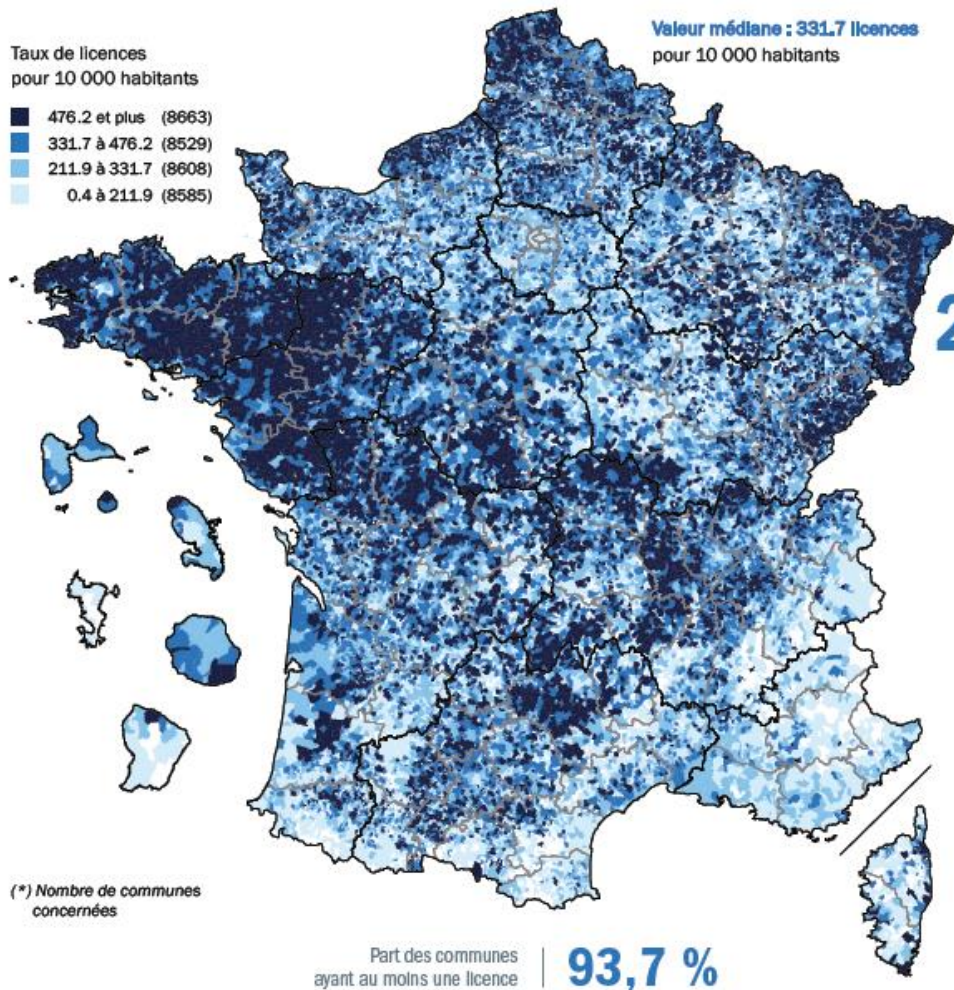 Taux de licences
pour 10 000 habitants
476.2 et plus (8663)
331.7 à 476.2 (8529)
211.9 à 331.7 (8608)
0.4 à 211.9 (8585)
Valeur médiane : 331.7 licences
pour 10 000 habitants
2
(*) Nombre de communes
concernées
Part des communes
ayant au moins une licence
93,7 %